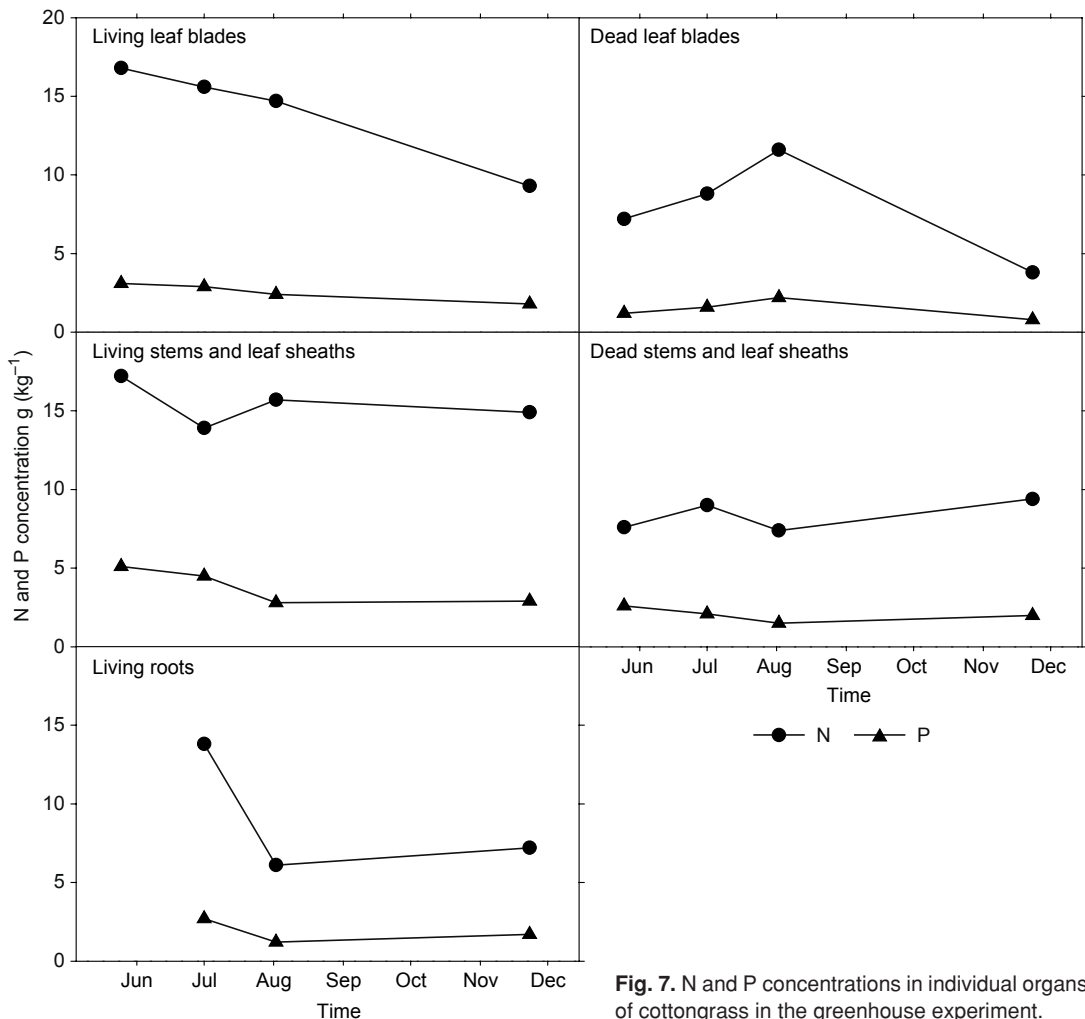 20
Living leaf blades
Dead leaf blades
15
10
5
0
Living stems and leaf sheaths
Dead stems and leaf sheaths
15
10
5
0
N and P concentration g (kg⁻¹)
Living roots
Jun Jul Aug Sep Oct Nov Dec
Time
N P
15
10
5
0
Jun Jul Aug Sep Oct Nov Dec
Time
Fig. 7. N and P concentrations in individual organs
of cottongrass in the greenhouse experiment.